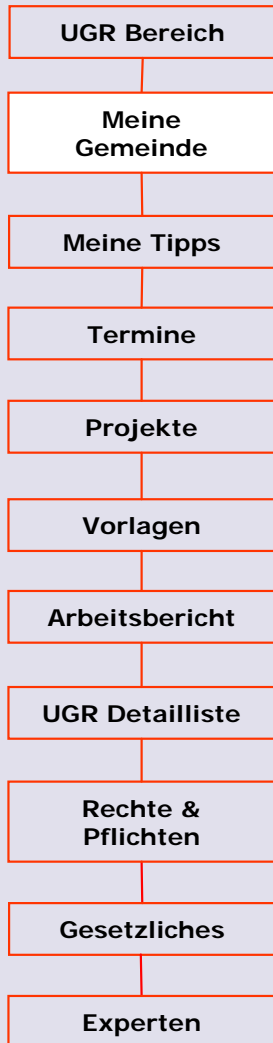 UGR Bereich
Meine
Gemeinde
Meine Tipps
Termine
Projekte
Vorlagen
Arbeitsbericht
UGR Detailliste
Rechte &
Pflichten
Gesetzliches
Experten